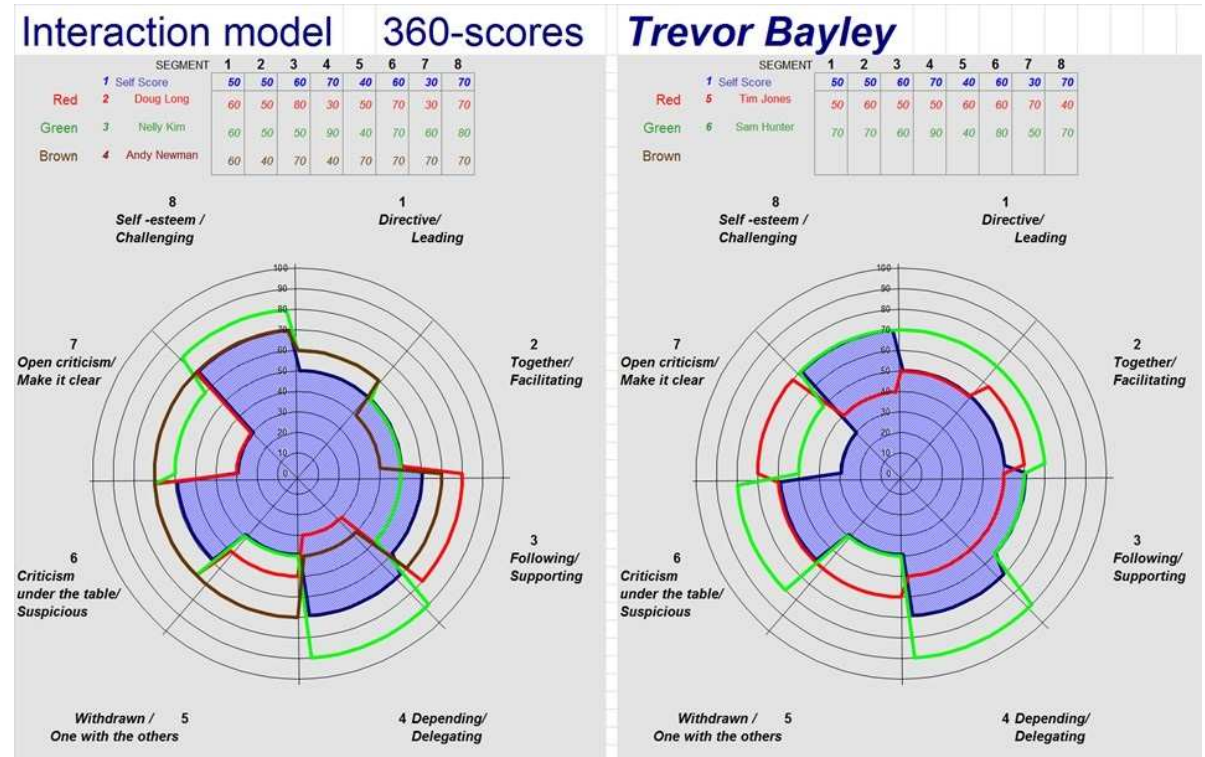 Interaction model 360-scores Trevor Bayley
SEGMENT 1 2 3 4 5 6 7 8
1 Self Score 50 50 60 70 40 60 30 70
Red 2 Doug Long 60 50 80 30 50 70 30 70
Green 3 Nelly Kim 60 50 50 90 40 70 60 80
Brown 4 Andy Newman 60 40 70 40 70 70 70 70
8
Self -esteem /
Challenging
1
Directive/
Leading
7
Open criticism/
Make it clear
2
Together/
Facilitating
100
90
80
70
60
50
40
30
20
10
0
6
Criticism
under the table/
Suspicious
3
Following/
Supporting
Withdrawn / 5
One with the others
4 Depending/
Delegating
SEGMENT 1 2 3 4 5 6 7 8
1 Self Score 50 50 60 70 40 60 30 70
Red 5 Tim Jones 50 60 50 50 60 60 70 40
Green 6 Sam Hunter 70 70 60 90 40 80 50 70
Brown
8
Self -esteem /
Challenging
1
Directive/
Leading
7
Open criticism/
Make it clear
2
Together/
Facilitating
100
90
80
70
60
50
40
30
20
10
0
6
Criticism
under the table/
Suspicious
3
Following/
Supporting
Withdrawn / 5
One with the others
4 Depending/
Delegating